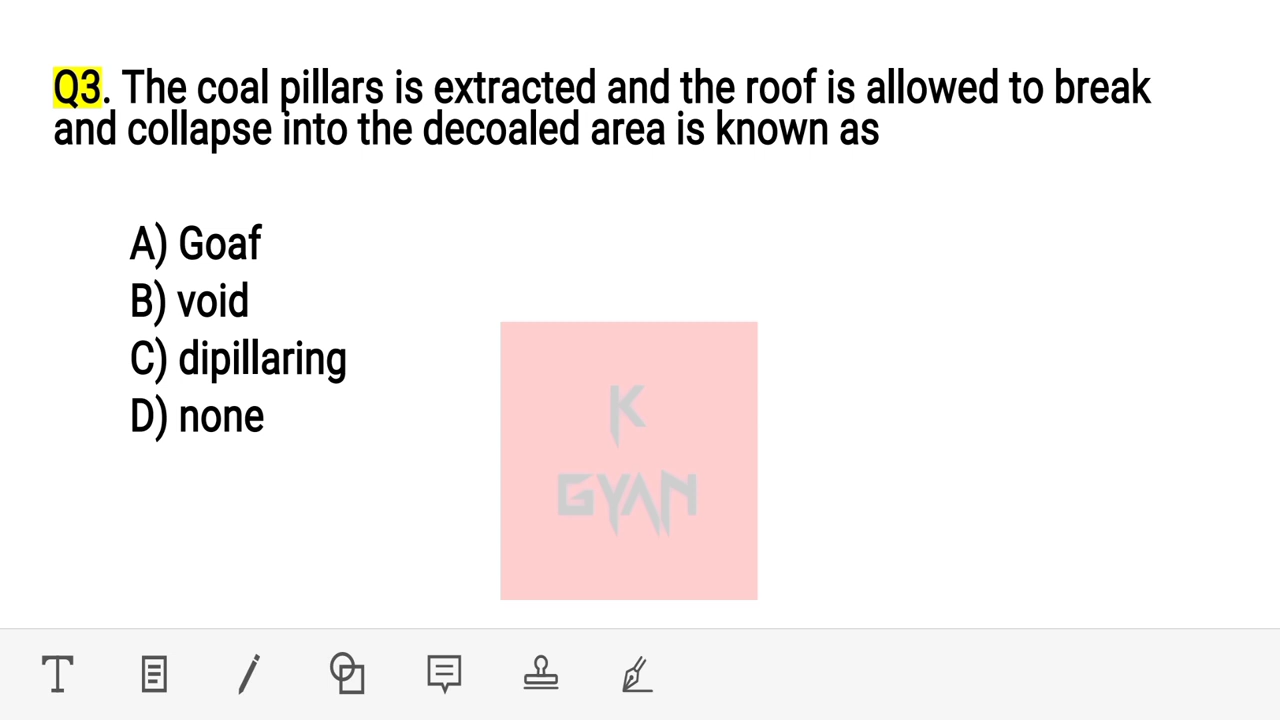 Q3. The coal pillars is extracted and the roof is allowed to break
and collapse into the decoaled area is known as
A) Goaf
B) void
C) dipillaring
D) none
K
GYAN
T